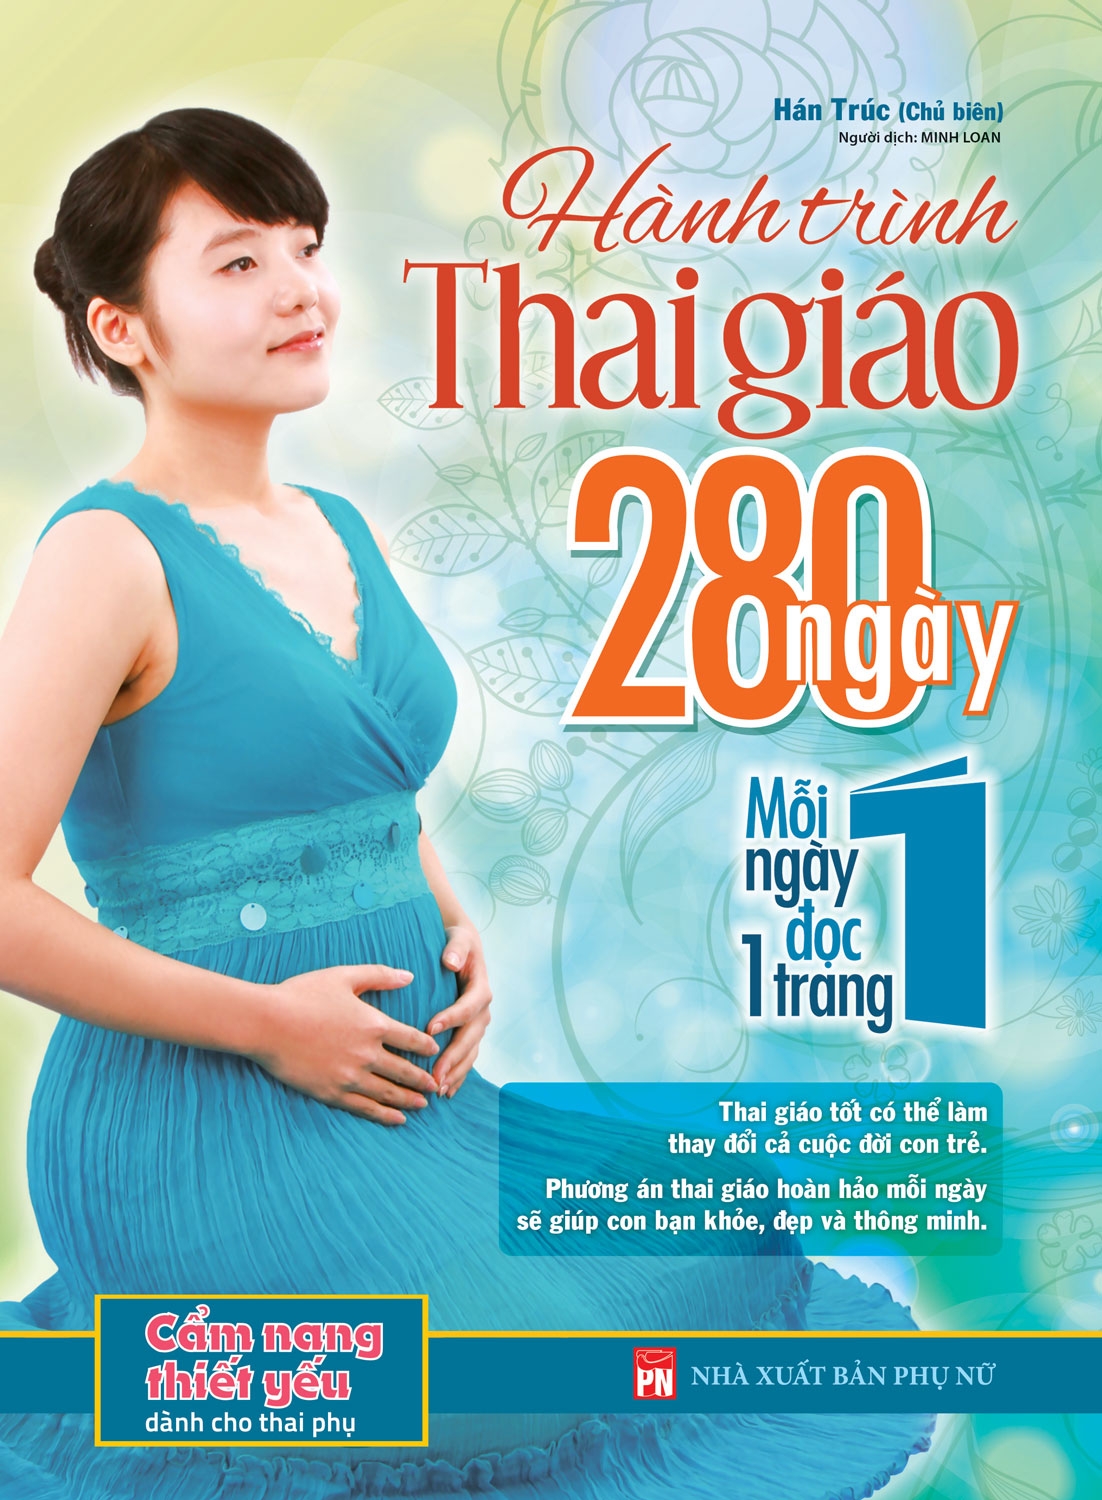 Hán Trúc (Chủ biên)
Người dịch: MINH LOAN
Hành trình
Thai giáo
280 ngày
Mỗi
ngày
đọc
1 trang
1
Thai giáo tốt có thể làm
thay đổi cả cuộc đời con trẻ.
Phương án thai giáo hoàn hảo mỗi ngày
sẽ giúp con bạn khỏe, đẹp và thông minh.
Cẩm nang
thiết yếu
dành cho thai phụ
PN NHÀ XUẤT BẢN PHỤ NỮ